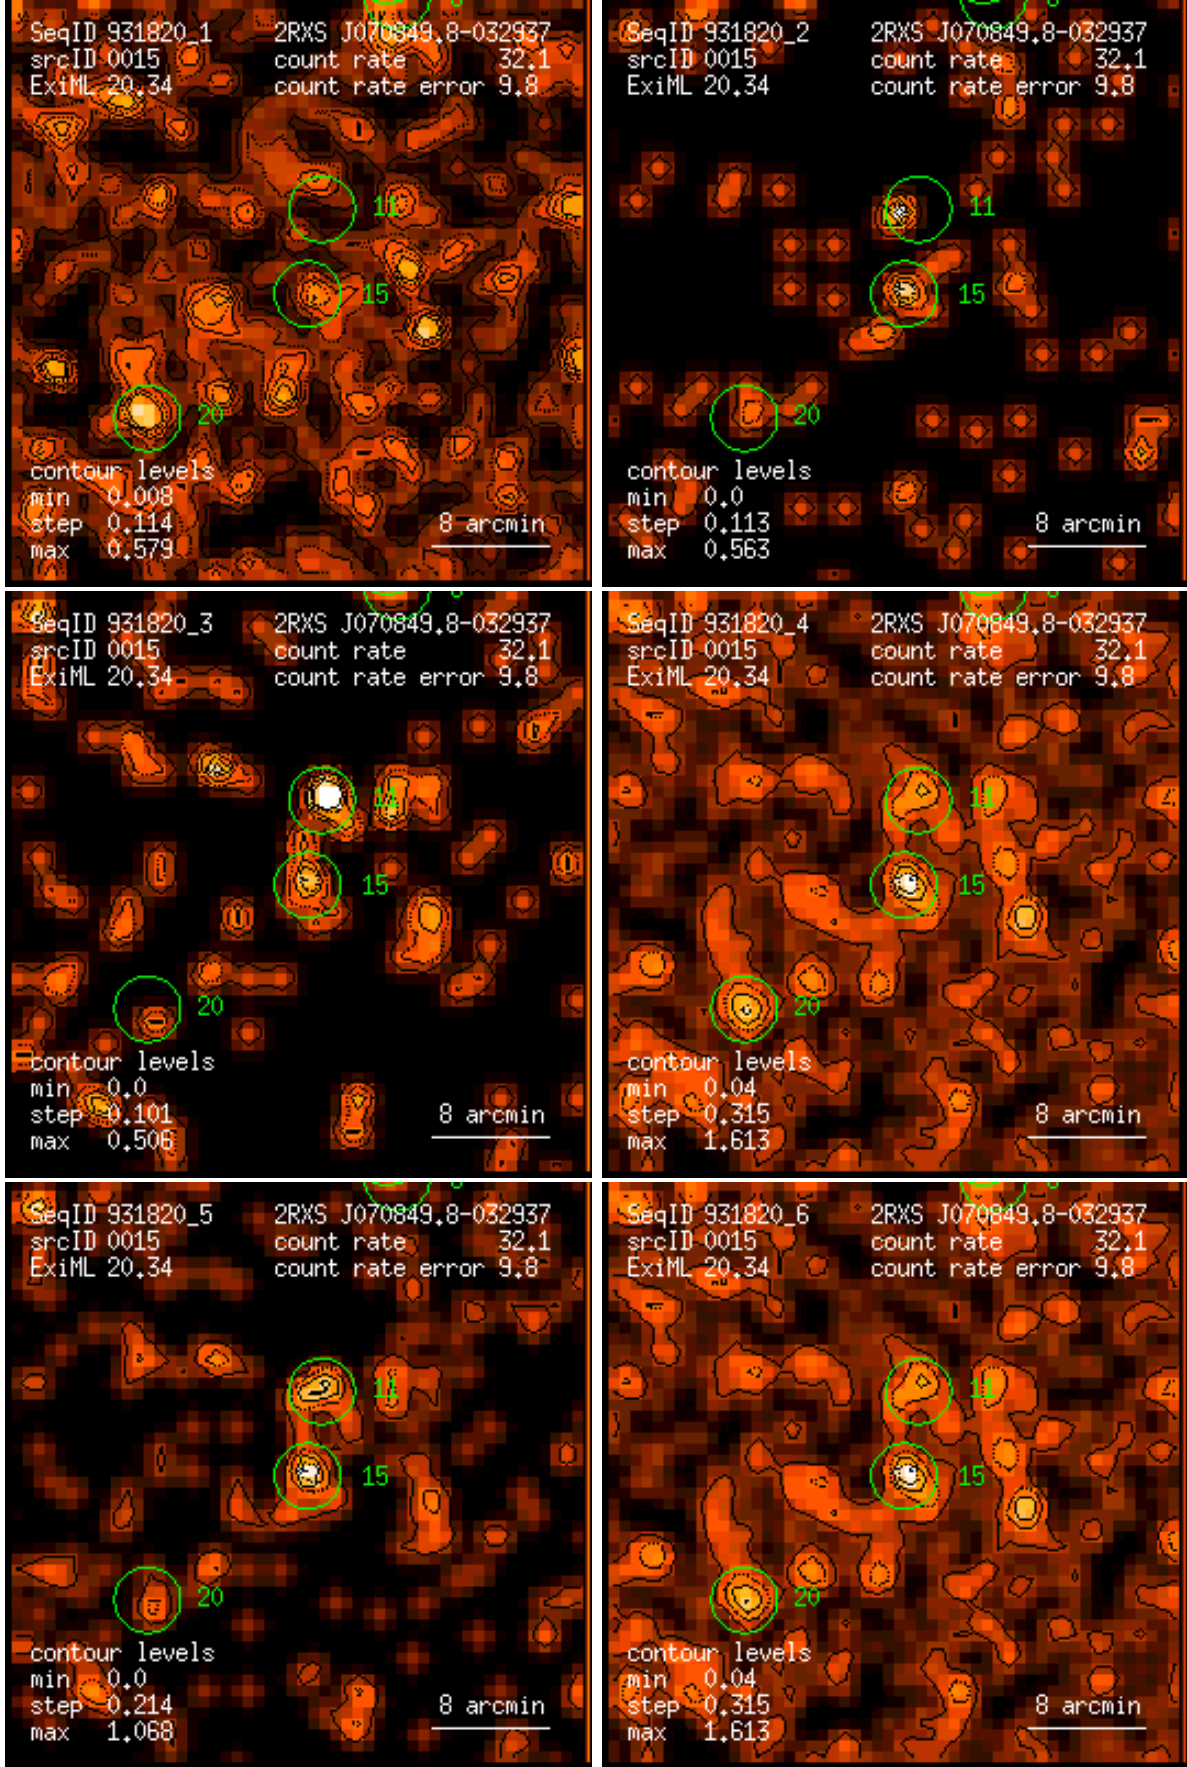 SeqID 931820_1 2RXS J070849.8-032937
srcID 0015 count rate 32.1
ExiML 20.34 count rate error 9.8
11
15
20
contour levels
min 0.008
step 0.114
max 0.579
8 arcmin
SeqID 931820_2 2RXS J070849.8-032937
srcID 0015 count rate 32.1
ExiML 20.34 count rate error 9.8
11
15
20
contour levels
min 0.0
step 0.113
max 0.563
8 arcmin
SeqID 931820_3 2RXS J070849.8-032937
srcID 0015 count rate 32.1
ExiML 20.34 count rate error 9.8
11
15
20
contour levels
min 0.0
step 0.101
max 0.506
8 arcmin
SeqID 931820_4 2RXS J070849.8-032937
srcID 0015 count rate 32.1
ExiML 20.34 count rate error 9.8
11
15
20
contour levels
min 0.04
step 0.315
max 1.613
8 arcmin
SeqID 931820_5 2RXS J070849.8-032937
srcID 0015 count rate 32.1
ExiML 20.34 count rate error 9.8
11
15
20
contour levels
min 0.0
step 0.214
max 1.068
8 arcmin
SeqID 931820_6 2RXS J070849.8-032937
srcID 0015 count rate 32.1
ExiML 20.34 count rate error 9.8
11
15
20
contour levels
min 0.04
step 0.315
max 1.613
8 arcmin